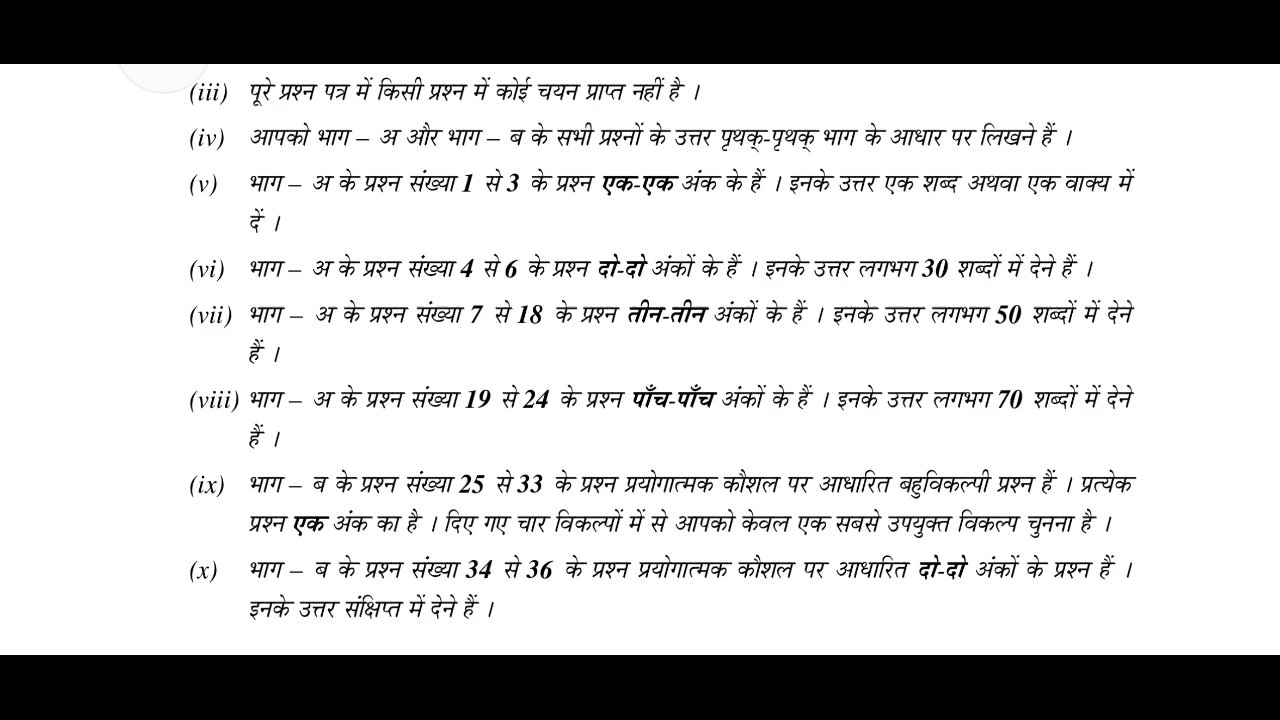 (iii) पूरे प्रश्न पत्र में किसी प्रश्न में कोई चयन प्राप्त नहीं है ।
(iv) आपको भाग – अ और भाग – ब के सभी प्रश्नों के उत्तर पृथक्-पृथक् भाग के आधार पर लिखने हैं ।
(v) भाग – अ के प्रश्न संख्या 1 से 3 के प्रश्न एक-एक अंक के हैं । इनके उत्तर एक शब्द अथवा एक वाक्य में
दें ।
(vi) भाग – अ के प्रश्न संख्या 4 से 6 के प्रश्न दो-दो अंकों के हैं । इनके उत्तर लगभग 30 शब्दों में देने हैं ।
(vii) भाग – अ के प्रश्न संख्या 7 से 18 के प्रश्न तीन-तीन अंकों के हैं । इनके उत्तर लगभग 50 शब्दों में देने
हैं ।
(viii) भाग – अ के प्रश्न संख्या 19 से 24 के प्रश्न पाँच-पाँच अंकों के हैं । इनके उत्तर लगभग 70 शब्दों में देने
हैं ।
(ix) भाग – ब के प्रश्न संख्या 25 से 33 के प्रश्न प्रयोगात्मक कौशल पर आधारित बहुविकल्पी प्रश्न हैं । प्रत्येक
प्रश्न एक अंक का है । दिए गए चार विकल्पों में से आपको केवल एक सबसे उपयुक्त विकल्प चुनना है ।
(x) भाग – ब के प्रश्न संख्या 34 से 36 के प्रश्न प्रयोगात्मक कौशल पर आधारित दो-दो अंकों के प्रश्न हैं ।
इनके उत्तर संक्षिप्त में देने हैं ।